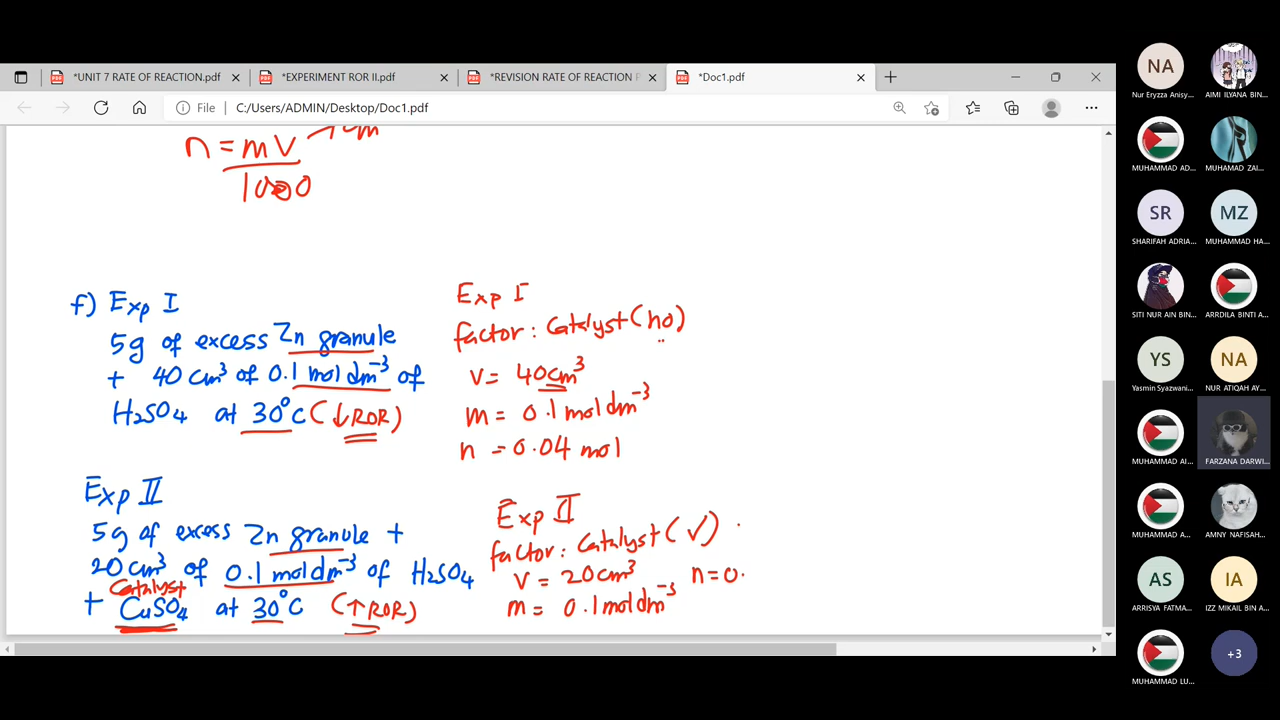 *UNIT 7 RATE OF REACTION.pdf
*EXPERIMENT ROR II.pdf
*REVISION RATE OF REACTION P
*Doc1.pdf
File
C:/Users/ADMIN/Desktop/Doc1.pdf
n = mV
1000
f) Exp I
5g of excess Zn granule
+ 40 cm³ of 0.1 mol dm⁻³ of
H₂SO₄ at 30°C (↓ROR)
Exp I
factor: Catalyst (no)
V = 40cm³
m = 0.1 mol dm⁻³
n = 0.04 mol
Exp II
5g of excess Zn granule +
20cm³ of 0.1 mol dm⁻³ of H₂SO₄
Catalyst
+ CuSO₄ at 30°C (↑ROR)
Exp II
factor: Catalyst (✓)
V = 20cm³ n = 0.
m = 0.1 mol dm⁻³
NA
Nur Eryzza Anisy...
AIMI ILYANA BIN...
MUHAMMAD AD...
MUHAMAD ZAI...
SR
SHARIFAH ADRIA...
MZ
MUHAMMAD HA...
SITI NUR AIN BIN...
ARRDILA BINTI A...
YS
Yasmin Syazwani...
NA
NUR ATIQAH AY...
MUHAMMAD AI...
FARZANA DARWI...
MUHAMMAD A...
AMNY NAFISAH...
AS
ARRISYA FATMA...
IA
IZZ MIKAIL BIN A...
MUHAMMAD LU...
+3